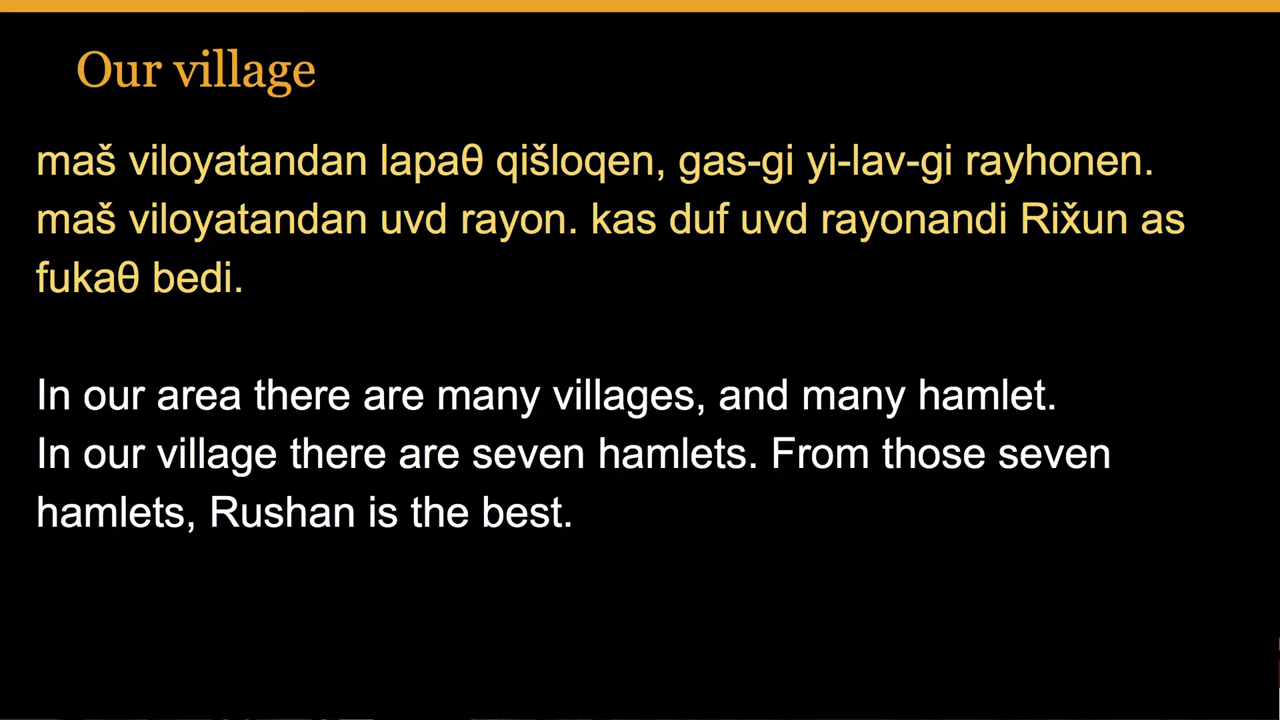 Our village
maš viloyatandan lapaθ qišloqen, gas-gi yi-lav-gi rayhonen.
maš viloyatandan uvd rayon. kas duf uvd rayonandi Rix̌un as
fukaθ bedi.
In our area there are many villages, and many hamlet.
In our village there are seven hamlets. From those seven
hamlets, Rushan is the best.